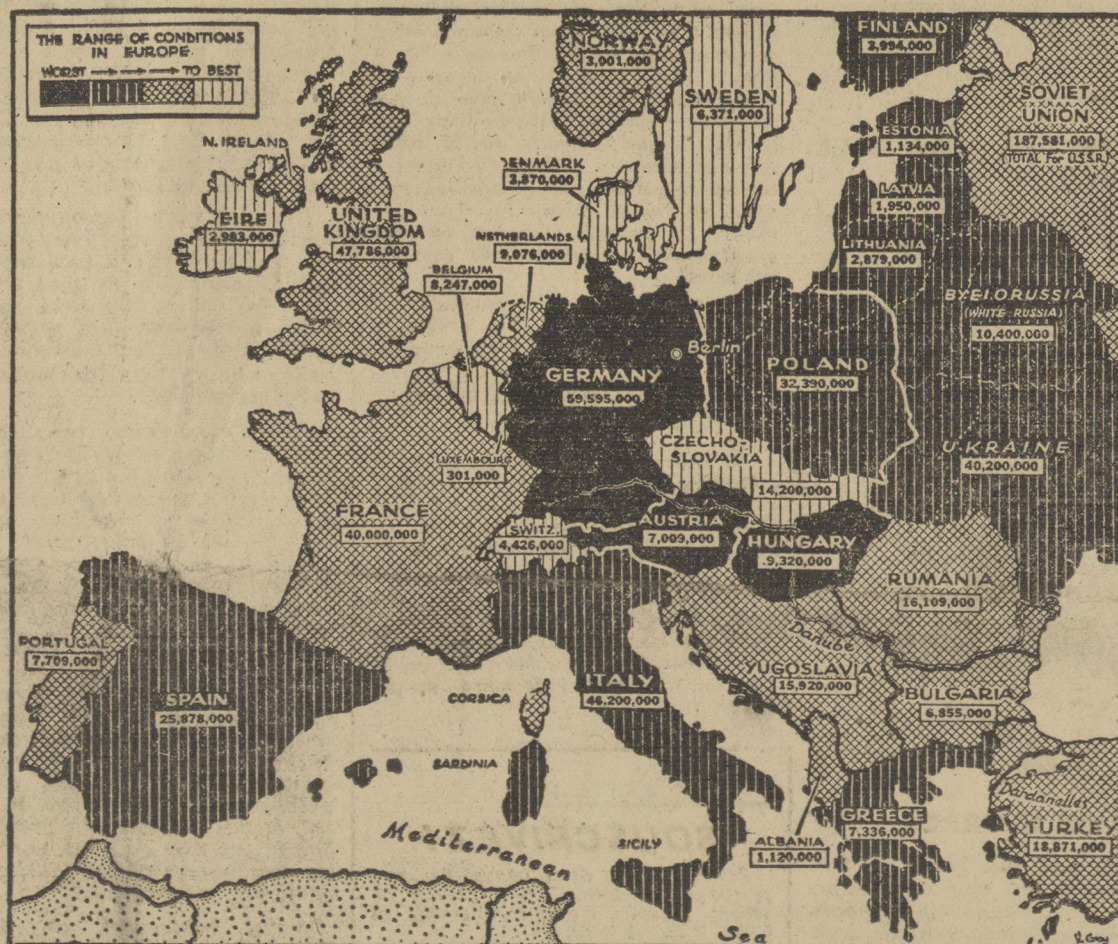 THE RANGE OF CONDITIONS
IN EUROPE
WORST TO BEST
NORWAY
3,001,000
SWEDEN
6,371,000
FINLAND
3,994,000
SOVIET
UNION
187,581,000
(TOTAL For U.S.S.R.)
ESTONIA
1,134,000
LATVIA
1,950,000
LITHUANIA
2,879,000
BYELORUSSIA
(WHITE RUSSIA)
10,400,000
N. IRELAND
EIRE
2,983,000
UNITED
KINGDOM
47,786,000
DENMARK
3,870,000
NETHERLANDS
9,076,000
BELGIUM
8,247,000
Berlin
GERMANY
59,595,000
POLAND
32,390,000
UKRAINE
40,200,000
CZECHO-
SLOVAKIA
14,200,000
LUXEMBOURG
301,000
FRANCE
40,000,000
SWITZ.
4,426,000
AUSTRIA
7,009,000
HUNGARY
9,320,000
RUMANIA
16,109,000
Danube
YUGOSLAVIA
15,920,000
BULGARIA
6,855,000
PORTUGAL
7,709,000
SPAIN
25,878,000
CORSICA
ITALY
46,200,000
SARDINIA
Mediterranean
Sea
SICILY
ALBANIA
1,120,000
GREECE
7,336,000
Dardanelles
TURKEY
18,871,000